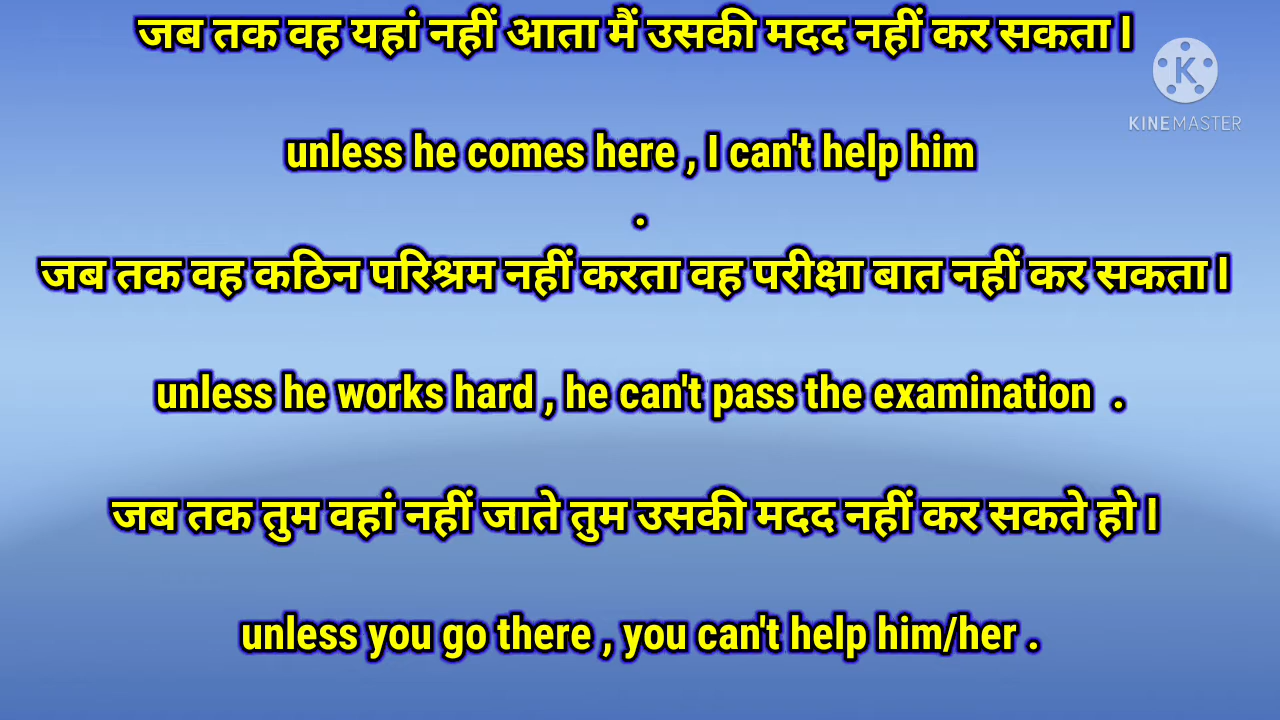 जब तक वह यहां नहीं आता मैं उसकी मदद नहीं कर सकता l
K
KINEMASTER
unless he comes here , I can't help him
.
जब तक वह कठिन परिश्रम नहीं करता वह परीक्षा बात नहीं कर सकता l
unless he works hard , he can't pass the examination  .
जब तक तुम वहां नहीं जाते तुम उसकी मदद नहीं कर सकते हो l
unless you go there , you can't help him/her .